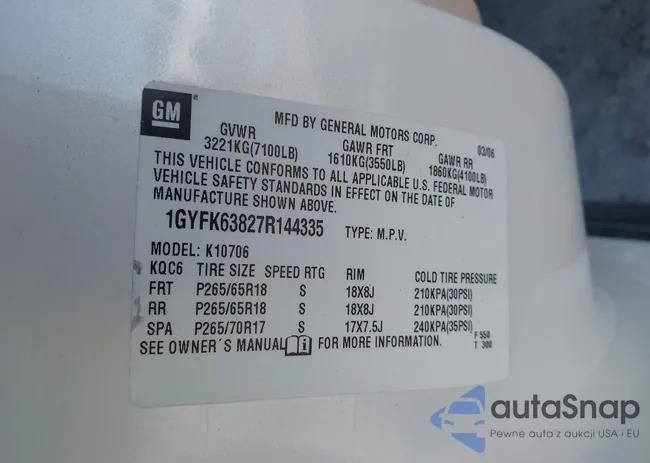 GM ®
MFD BY GENERAL MOTORS CORP. 03/06
GVWR GAWR FRT GAWR RR
3221KG(7100LB) 1610KG(3550LB) 1860KG(4100LB)
THIS VEHICLE CONFORMS TO ALL APPLICABLE U.S. FEDERAL MOTOR
VEHICLE SAFETY STANDARDS IN EFFECT ON THE DATE OF
MANUFACTURE SHOWN ABOVE.
1GYFK63827R144335 TYPE: M.P.V.
MODEL: K10706
KQC6 TIRE SIZE SPEED RTG RIM COLD TIRE PRESSURE
FRT P265/65R18 S 18X8J 210KPA(30PSI)
RR P265/65R18 S 18X8J 210KPA(30PSI)
SPA P265/70R17 S 17X7.5J 240KPA(35PSI)
SEE OWNER'S MANUAL i FOR MORE INFORMATION.
F 550
T 300
autaSnap
Pewne auta z aukcji USA i EU